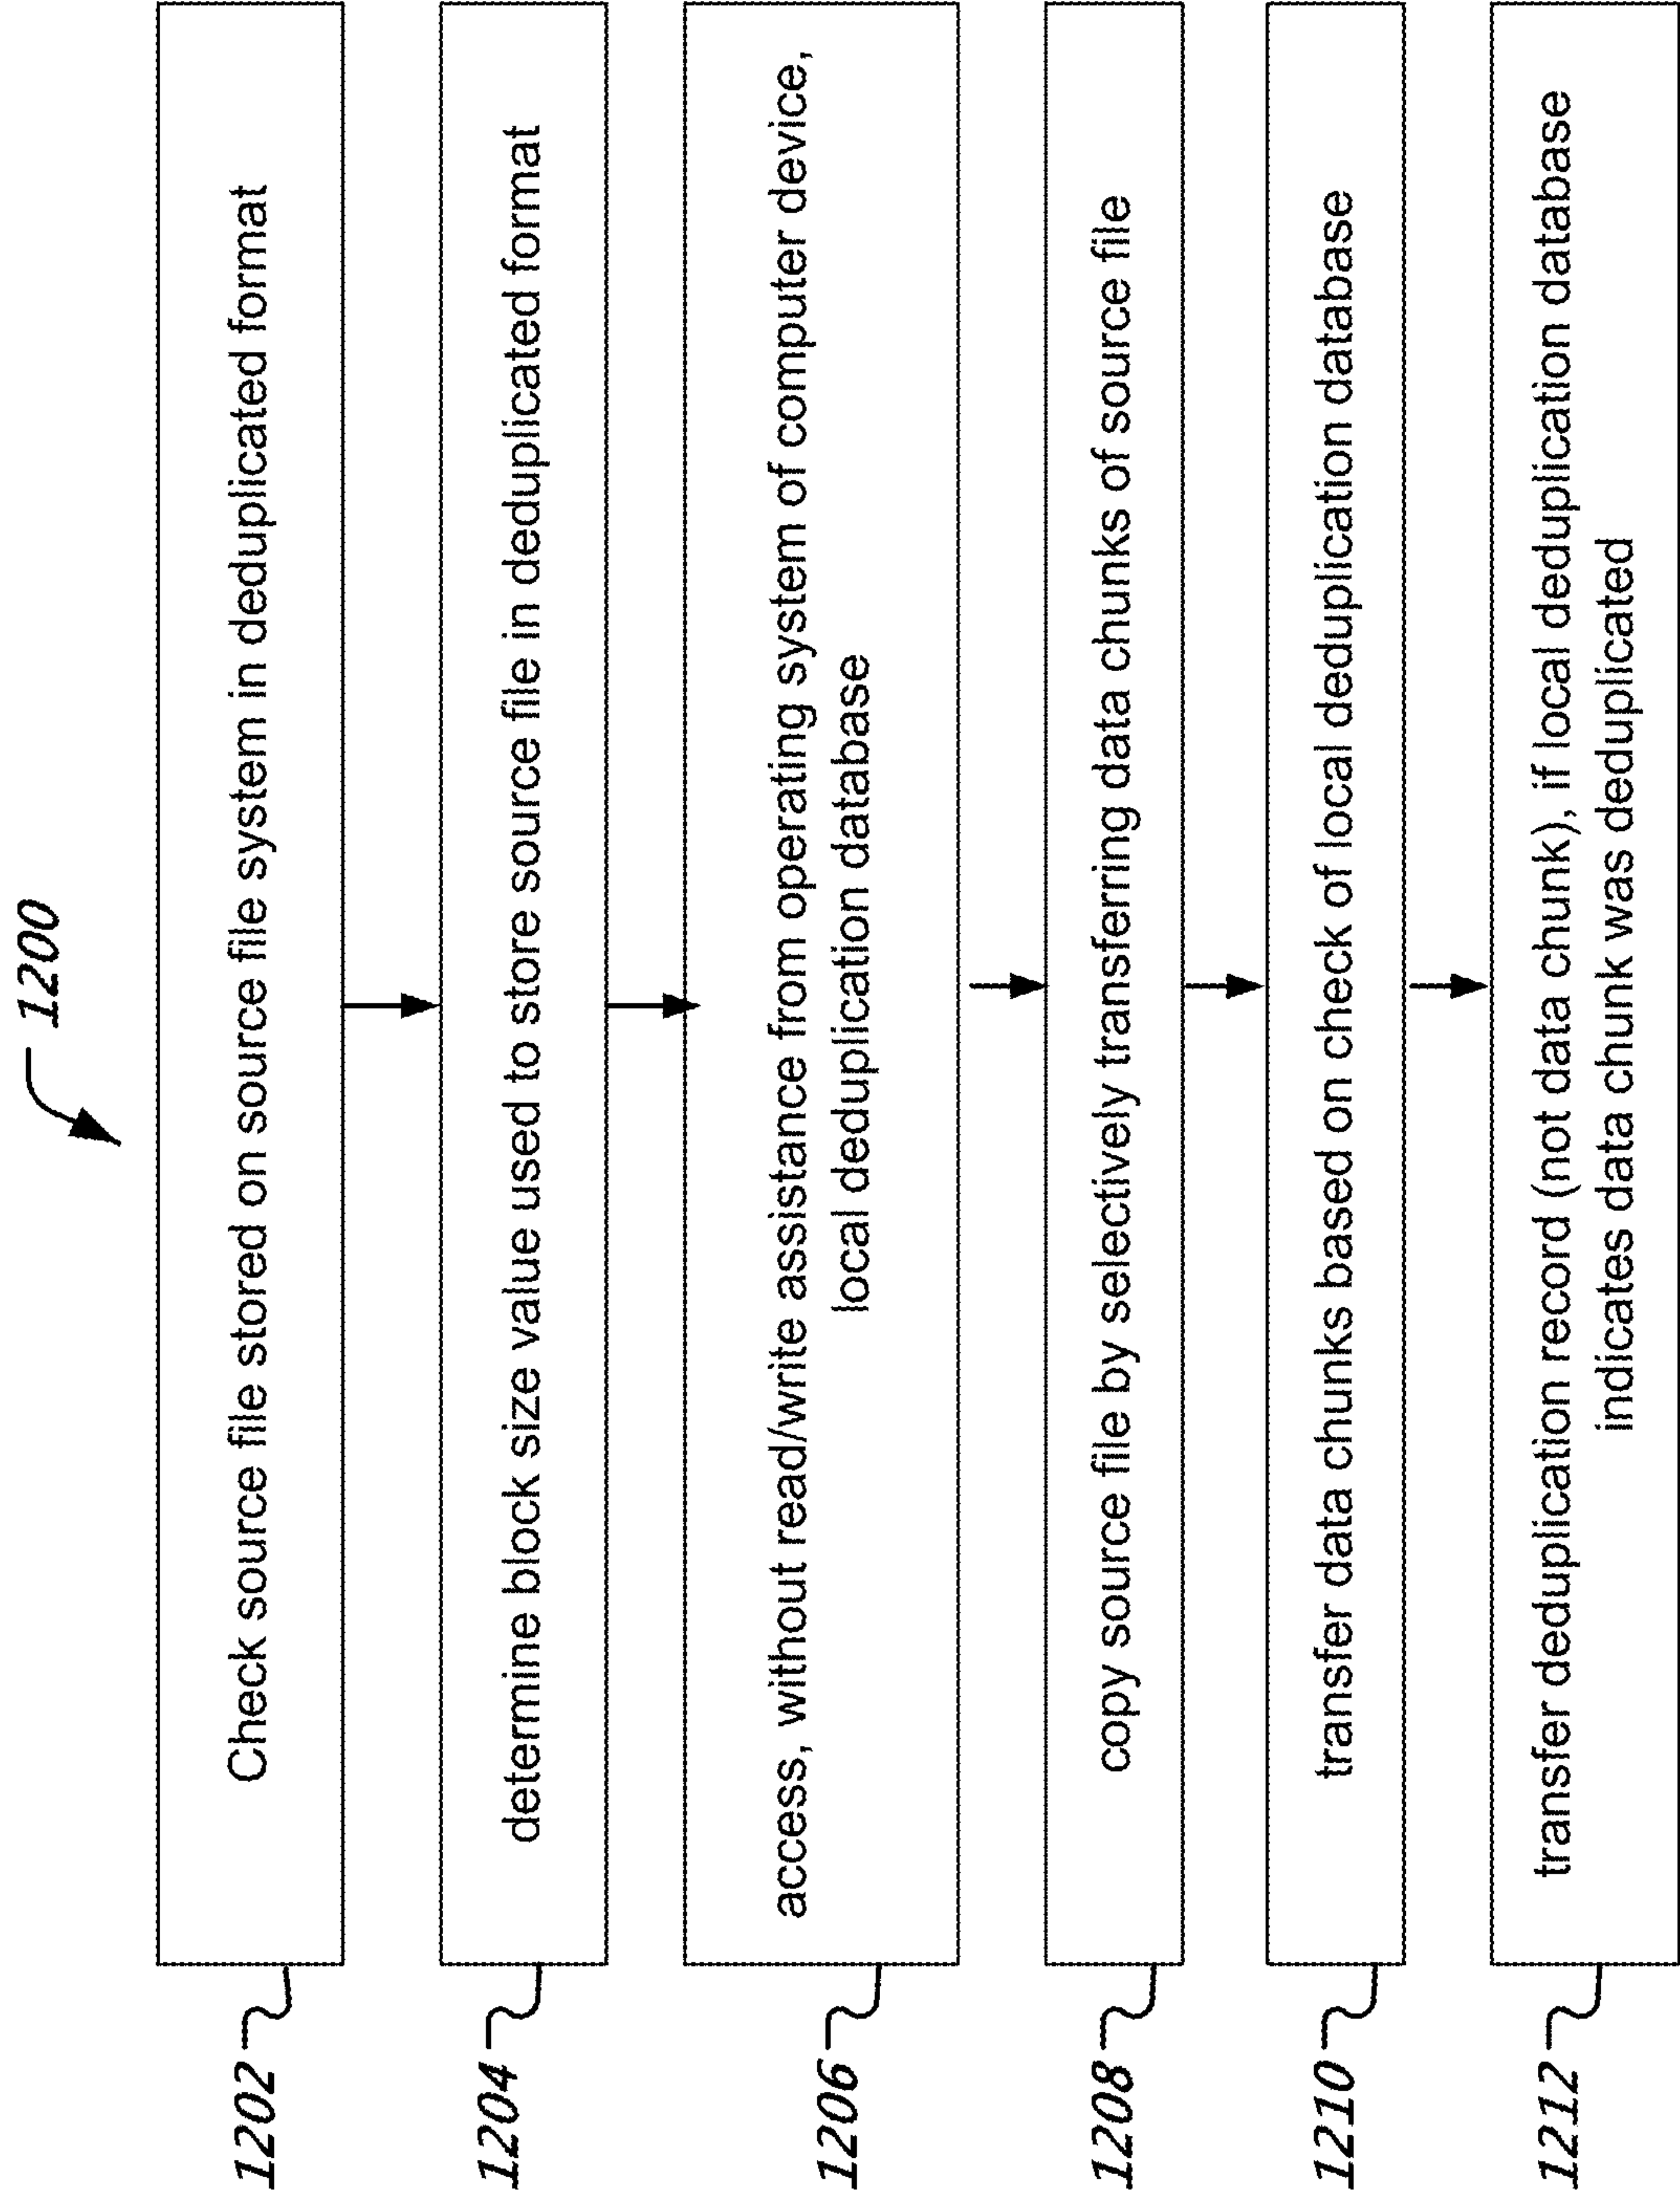 1200
1202
Check source file stored on source file system in deduplicated format
1204
determine block size value used to store source file in deduplicated format
1206
access, without read/write assistance from operating system of computer device,
local deduplication database
1208
copy source file by selectively transferring data chunks of source file
1210
transfer data chunks based on check of local deduplication database
1212
transfer deduplication record (not data chunk), if local deduplication database
indicates data chunk was deduplicated